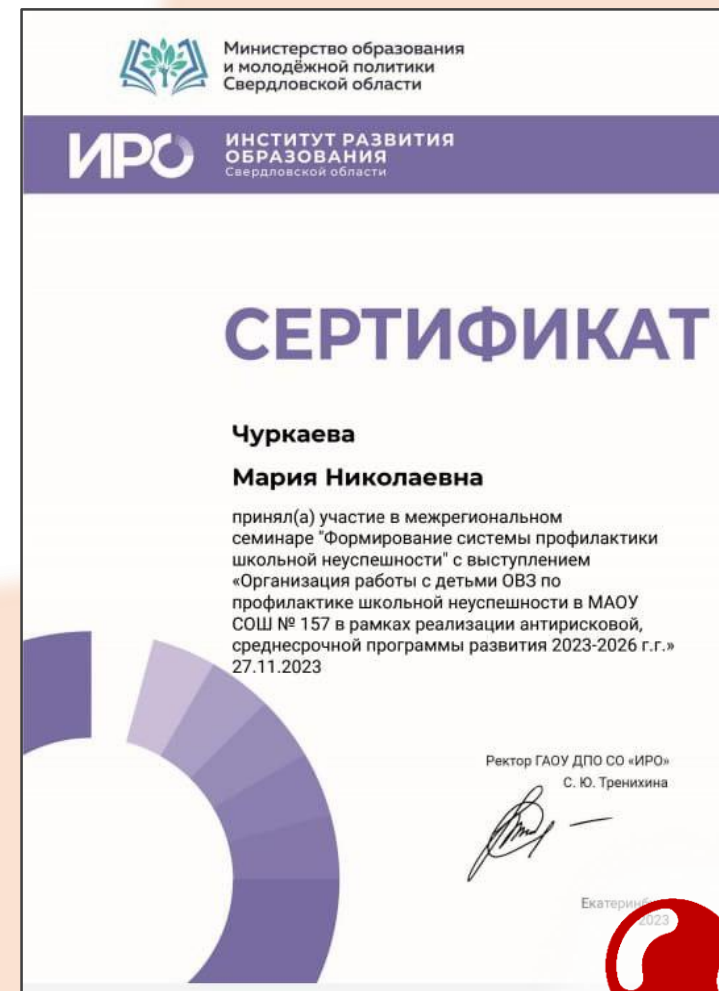 Министерство образования
и молодёжной политики
Свердловской области
ИРО
ИНСТИТУТ РАЗВИТИЯ
ОБРАЗОВАНИЯ
Свердловской области
СЕРТИФИКАТ
Чуркаева
Мария Николаевна
принял(а) участие в межрегиональном
семинаре "Формирование системы профилактики
школьной неуспешности" с выступлением
«Организация работы с детьми ОВЗ по
профилактике школьной неуспешности в МАОУ
СОШ № 157 в рамках реализации антирисковой,
среднесрочной программы развития 2023-2026 г.г.»
27.11.2023
Ректор ГАОУ ДПО СО «ИРО»
С. Ю. Тренихина
2023